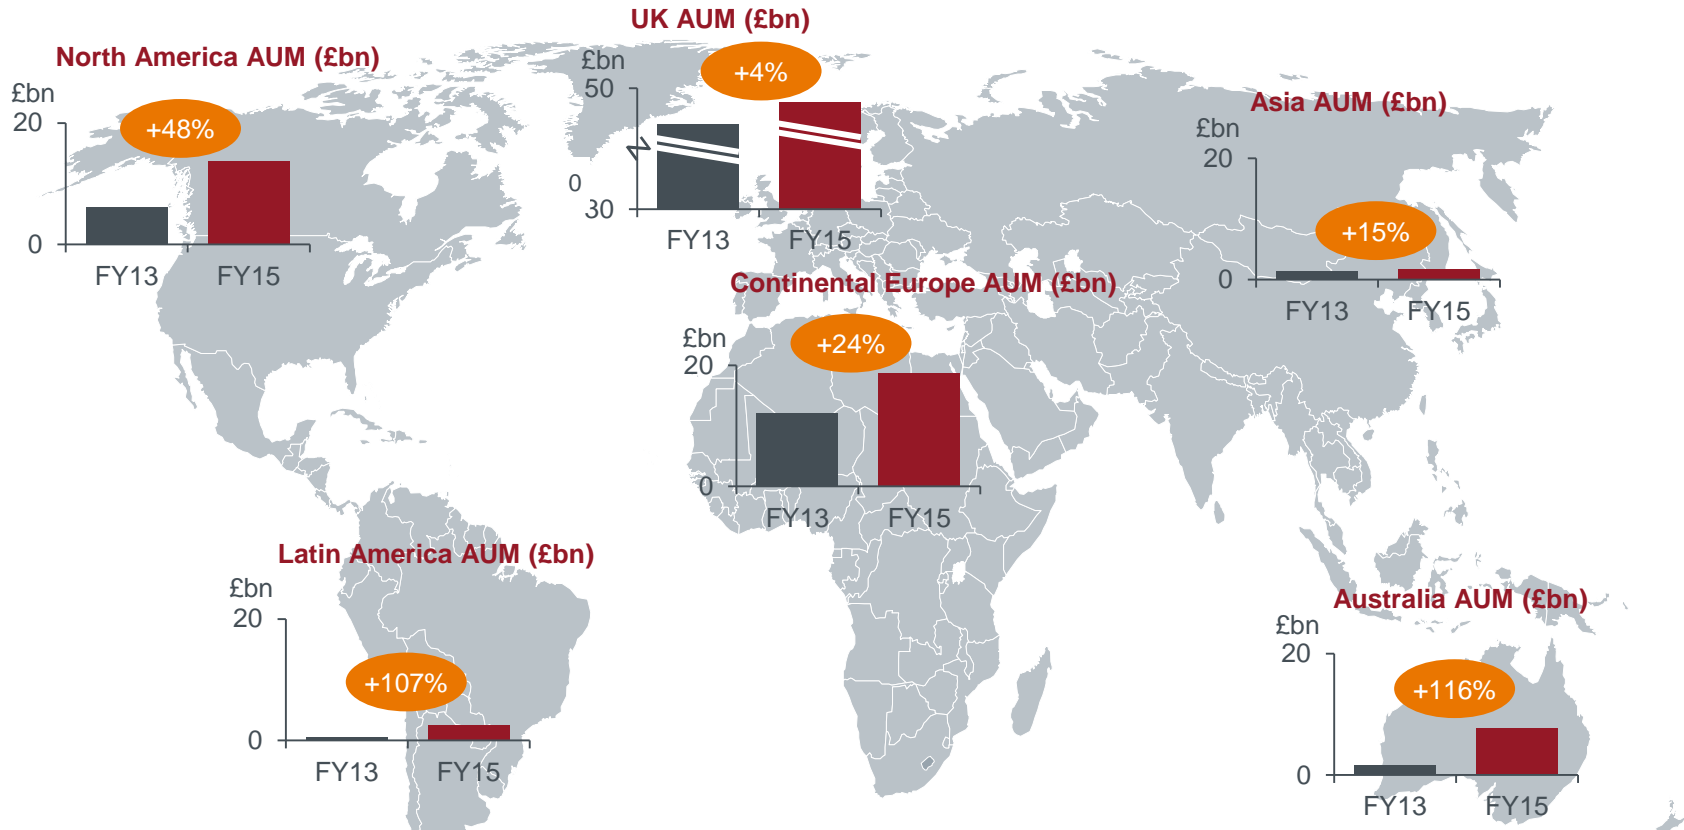 North America AUM (£bn)
£bn
20
+48%
0
FY13 FY15
UK AUM (£bn)
£bn
50
+4%
0
30
FY13 FY15
Asia AUM (£bn)
£bn
20
+15%
0
FY13 FY15
Continental Europe AUM (£bn)
£bn
20
+24%
0
FY13 FY15
Latin America AUM (£bn)
£bn
20
+107%
0
FY13 FY15
Australia AUM (£bn)
£bn
20
+116%
0
FY13 FY15